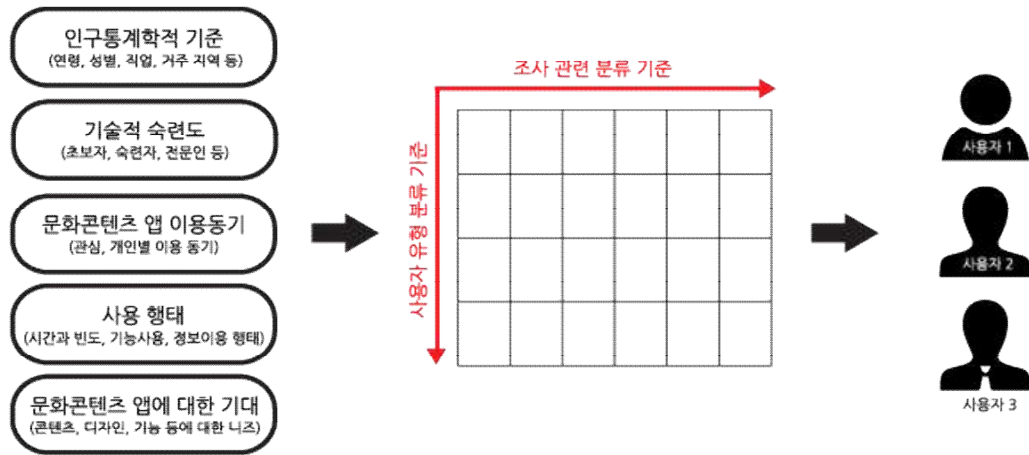 인구통계학적 기준
(연령, 성별, 직업, 거주 지역 등)
기술적 숙련도
(초보자, 숙련자, 전문인 등)
문화콘텐츠 앱 이용동기
(관심, 개인별 이용 동기)
사용 행태
(시간과 빈도, 기능사용, 정보이용 행태)
문화콘텐츠 앱에 대한 기대
(콘텐츠, 디자인, 기능 등에 대한 니즈)
조사 관련 분류 기준
사용자 유형 분류 기준
사용자 1
사용자 2
사용자 3